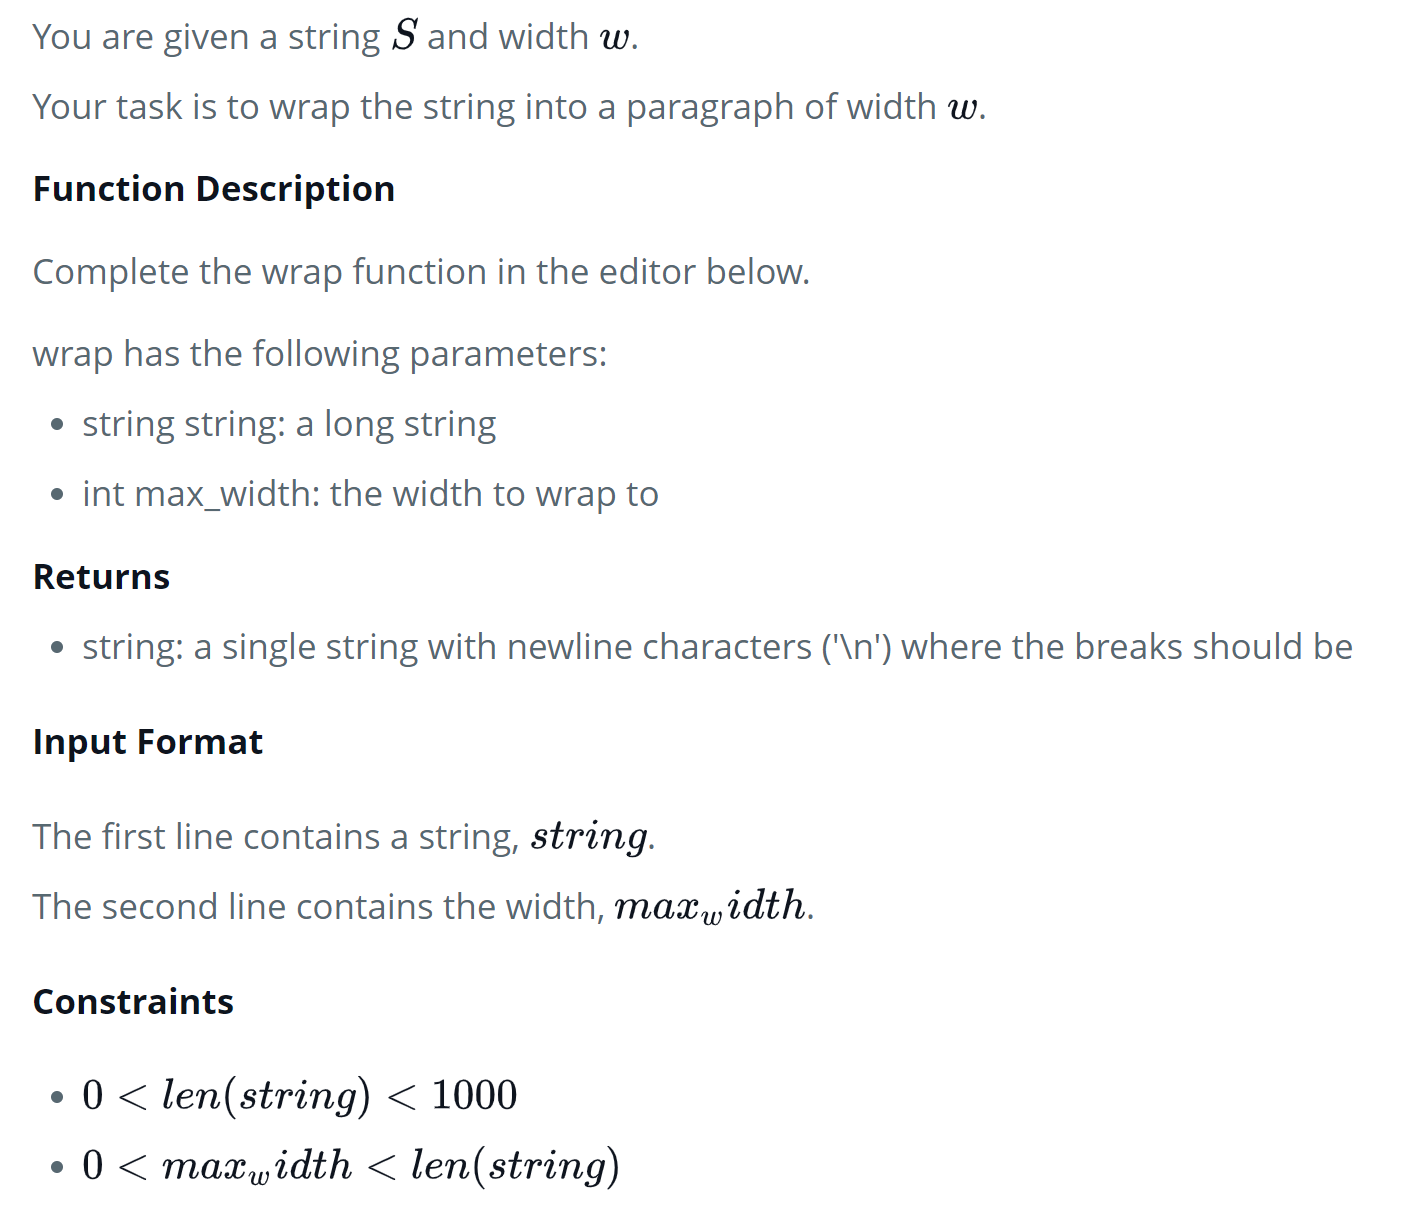 You are given a string S and width w.
Your task is to wrap the string into a paragraph of width w.
Function Description
Complete the wrap function in the editor below.
wrap has the following parameters:
• string string: a long string
• int max_width: the width to wrap to
Returns
• string: a single string with newline characters ('\n') where the breaks should be
Input Format
The first line contains a string, string.
The second line contains the width, max_width.
Constraints
• 0 < len(string) < 1000
• 0 < max_width < len(string)